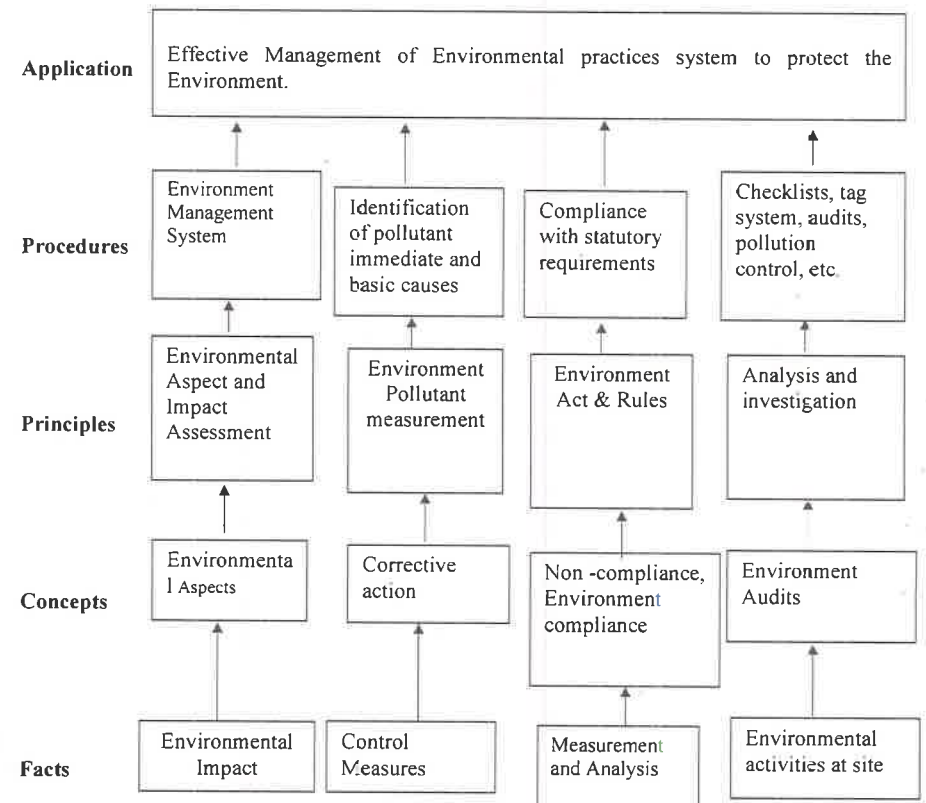 Application
Effective Management of Environmental practices system to protect the
Environment.
Procedures
Environment
Management
System
Identification
of pollutant
immediate and
basic causes
Compliance
with statutory
requirements
Checklists, tag
system, audits,
pollution
control, etc.
Principles
Environmental
Aspect and
Impact
Assessment
Environment
Pollutant
measurement
Environment
Act & Rules
Analysis and
investigation
Concepts
Environmenta
l Aspects
Corrective
action
Non -compliance,
Environment
compliance
Environment
Audits
Facts
Environmental
Impact
Control
Measures
Measurement
and Analysis
Environmental
activities at site